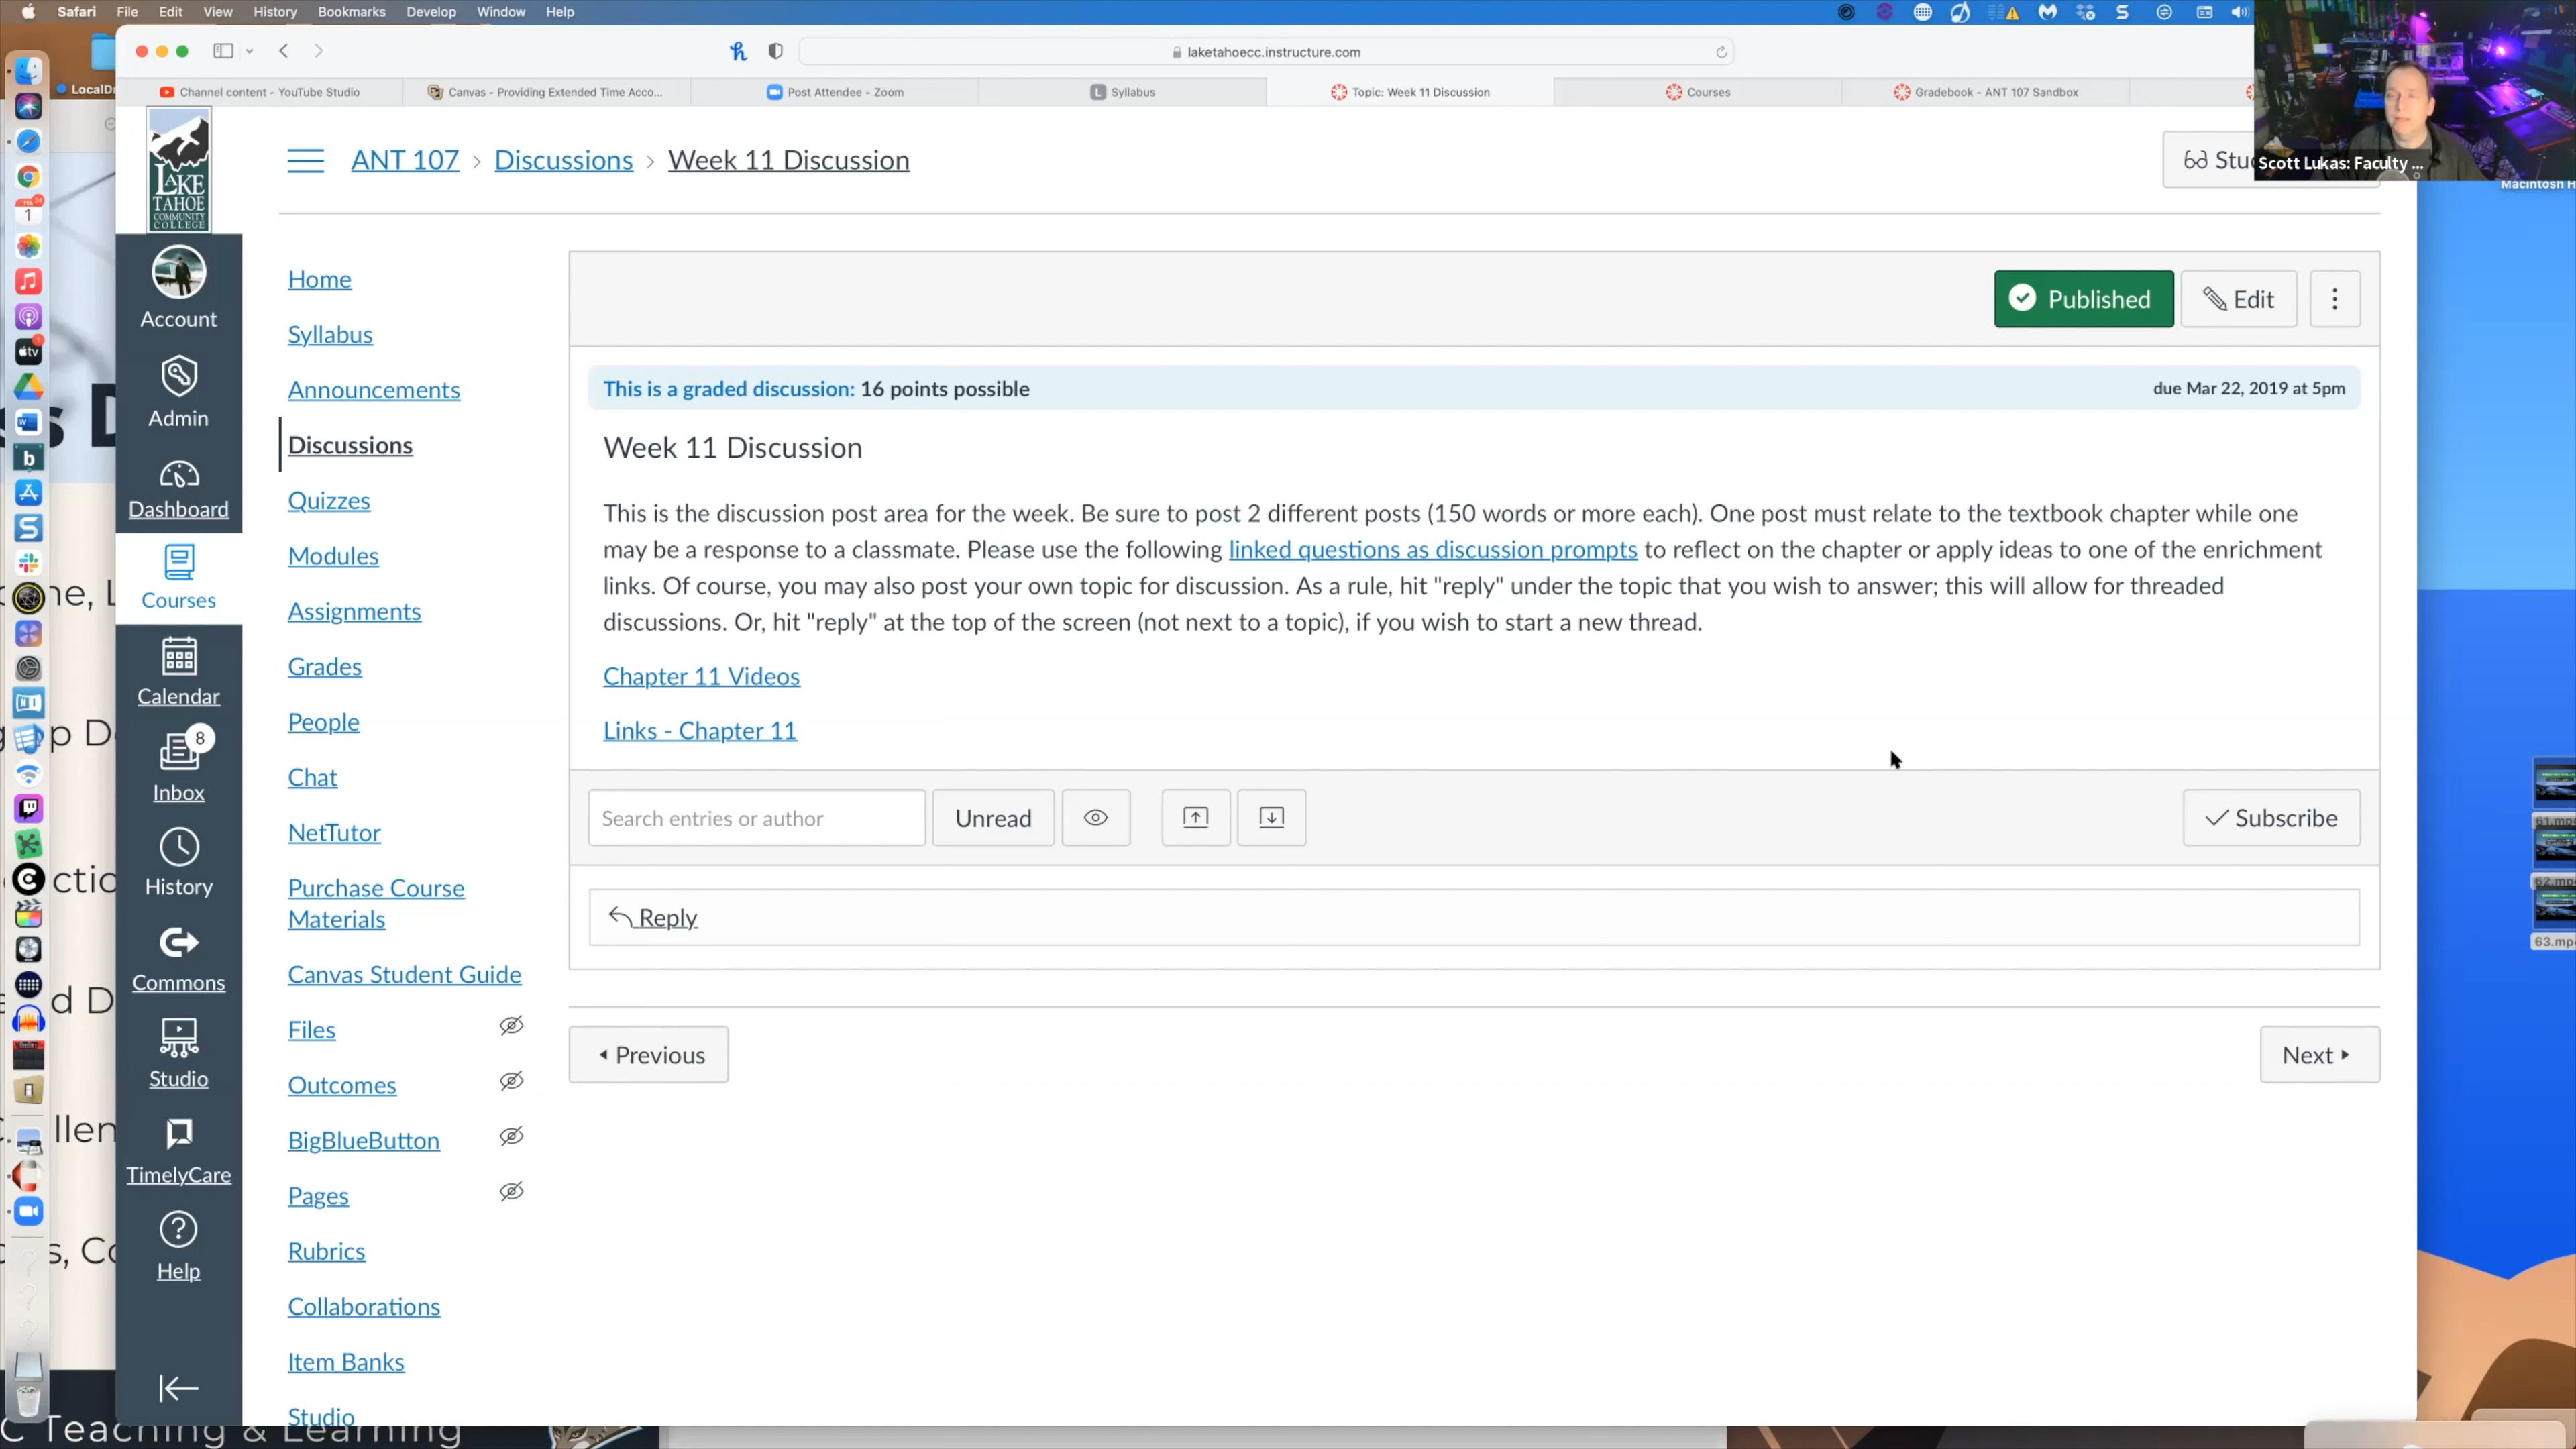 Safari File Edit View History Bookmarks Develop Window Help
laketahoecc.instructure.com
Channel content - YouTube Studio
Canvas - Providing Extended Time Acco...
Post Attendee - Zoom
Syllabus
Topic: Week 11 Discussion
Courses
Gradebook - ANT 107 Sandbox
Scott Lukas: Faculty ...
LAKE
TAHOE
COMMUNITY
COLLEGE
ANT 107 › Discussions › Week 11 Discussion
Account
Admin
Dashboard
Courses
Calendar
8
Inbox
History
Commons
Studio
TimelyCare
Help
Home
Syllabus
Announcements
Discussions
Quizzes
Modules
Assignments
Grades
People
Chat
NetTutor
Purchase Course
Materials
Canvas Student Guide
Files
Outcomes
BigBlueButton
Pages
Rubrics
Collaborations
Item Banks
Studio
Published
Edit
This is a graded discussion: 16 points possible
due Mar 22, 2019 at 5pm
Week 11 Discussion
This is the discussion post area for the week. Be sure to post 2 different posts (150 words or more each). One post must relate to the textbook chapter while one
may be a response to a classmate. Please use the following linked questions as discussion prompts to reflect on the chapter or apply ideas to one of the enrichment
links. Of course, you may also post your own topic for discussion. As a rule, hit "reply" under the topic that you wish to answer; this will allow for threaded
discussions. Or, hit "reply" at the top of the screen (not next to a topic), if you wish to start a new thread.
Chapter 11 Videos
Links - Chapter 11
Search entries or author
Unread
Subscribe
Reply
Previous
Next
C Teaching & Learning